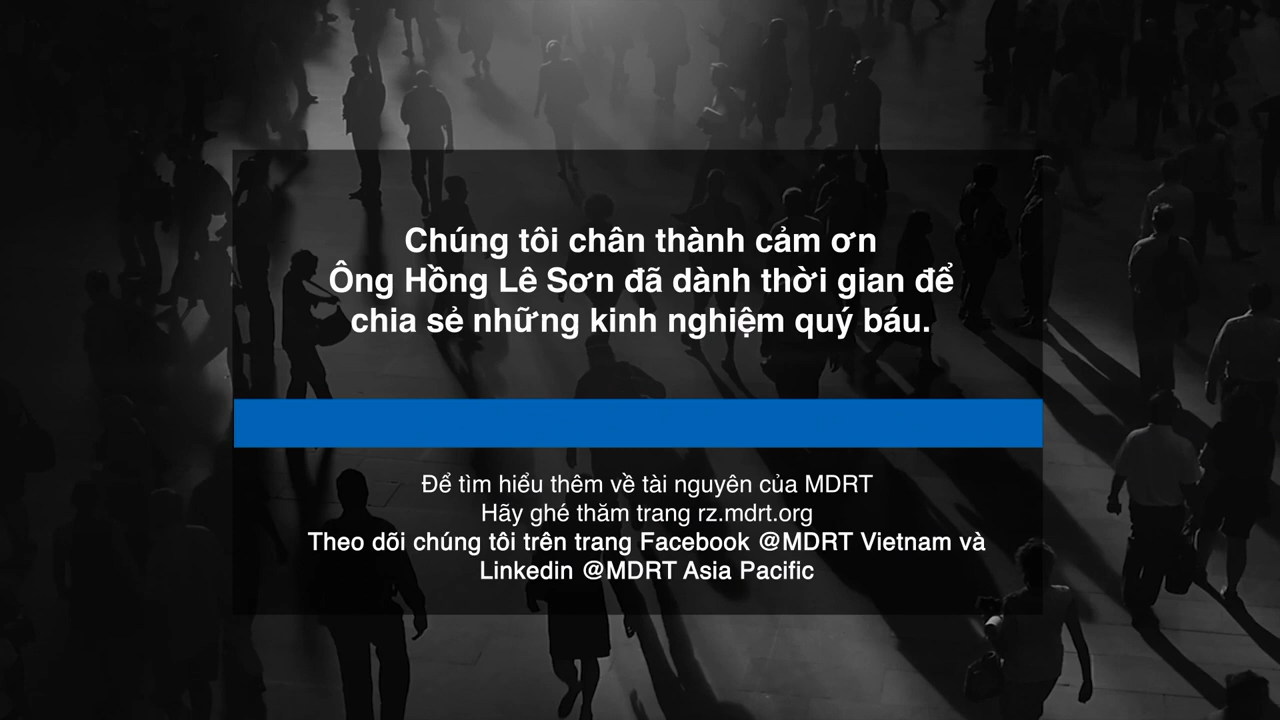 Chúng tôi chân thành cảm ơn
Ông Hồng Lê Sơn đã dành thời gian để
chia sẻ những kinh nghiệm quý báu.
Để tìm hiểu thêm về tài nguyên của MDRT
Hãy ghé thăm trang rz.mdrt.org
Theo dõi chúng tôi trên trang Facebook @MDRT Vietnam và
Linkedin @MDRT Asia Pacific